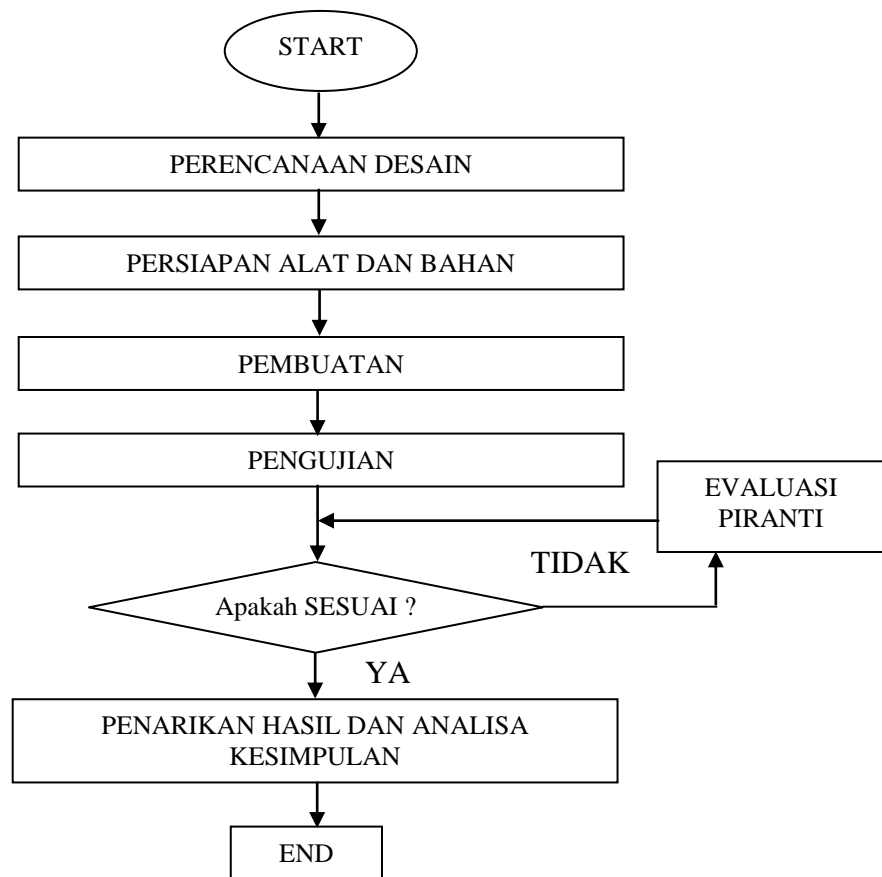 START
PERENCANAAN DESAIN
PERSIAPAN ALAT DAN BAHAN
PEMBUATAN
PENGUJIAN
EVALUASI
PIRANTI
TIDAK
Apakah SESUAI ?
YA
PENARIKAN HASIL DAN ANALISA
KESIMPULAN
END